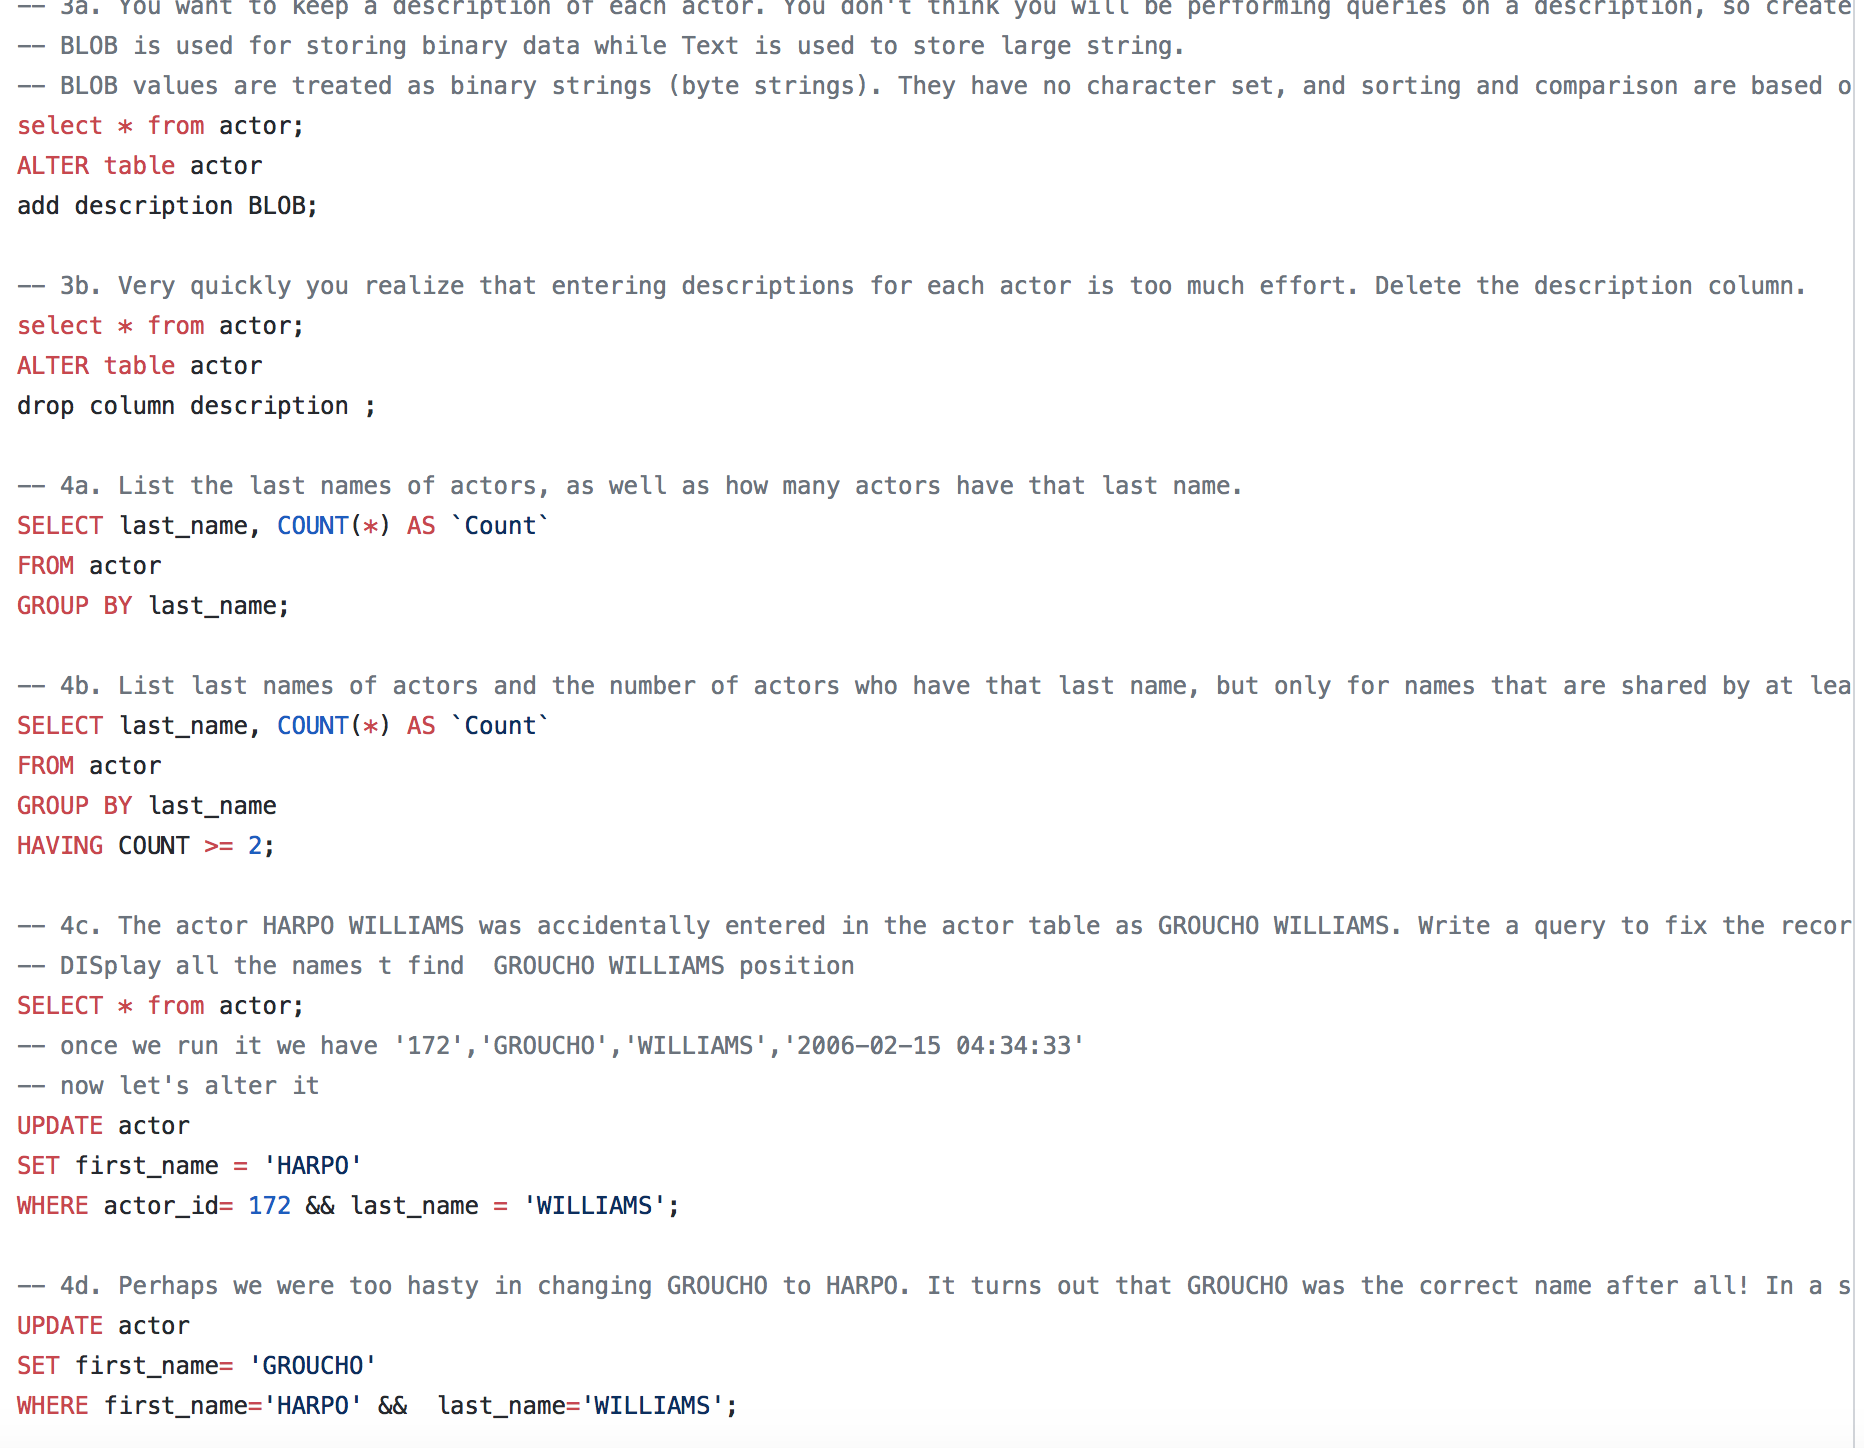 -- 3a. You want to keep a description of each actor. You don't think you will be performing queries on a description, so create
-- BLOB is used for storing binary data while Text is used to store large string.
-- BLOB values are treated as binary strings (byte strings). They have no character set, and sorting and comparison are based o
select * from actor;
ALTER table actor
add description BLOB;
-- 3b. Very quickly you realize that entering descriptions for each actor is too much effort. Delete the description column.
select * from actor;
ALTER table actor
drop column description ;
-- 4a. List the last names of actors, as well as how many actors have that last name.
SELECT last_name, COUNT(*) AS `Count`
FROM actor
GROUP BY last_name;
-- 4b. List last names of actors and the number of actors who have that last name, but only for names that are shared by at lea
SELECT last_name, COUNT(*) AS `Count`
FROM actor
GROUP BY last_name
HAVING COUNT >= 2;
-- 4c. The actor HARPO WILLIAMS was accidentally entered in the actor table as GROUCHO WILLIAMS. Write a query to fix the recor
-- DISplay all the names t find  GROUCHO WILLIAMS position
SELECT * from actor;
-- once we run it we have '172','GROUCHO','WILLIAMS','2006-02-15 04:34:33'
-- now let's alter it
UPDATE actor
SET first_name = 'HARPO'
WHERE actor_id= 172 && last_name = 'WILLIAMS';
-- 4d. Perhaps we were too hasty in changing GROUCHO to HARPO. It turns out that GROUCHO was the correct name after all! In a s
UPDATE actor
SET first_name= 'GROUCHO'
WHERE first_name='HARPO' &&  last_name='WILLIAMS';